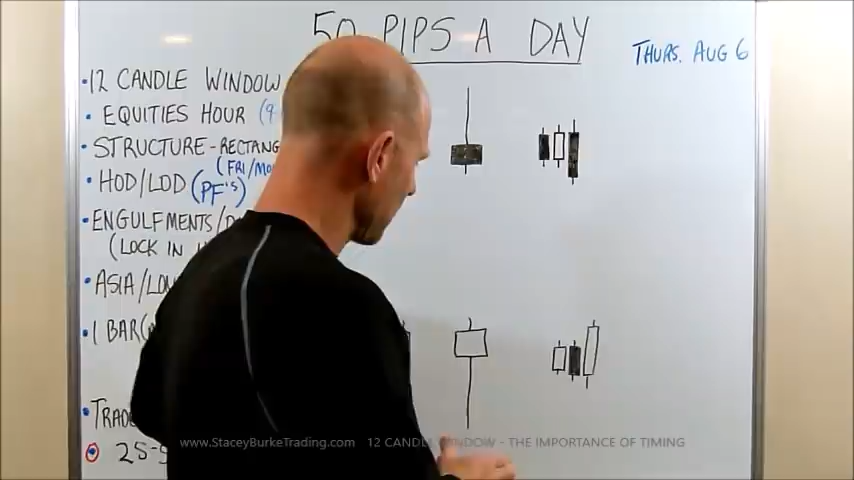 50 PIPS A DAY
THURS. AUG 6
• 12 CANDLE WINDOW
• EQUITIES HOUR (9-
• STRUCTURE - RECTANG
(FRI/MO
• HOD/LOD (PF'S)
• ENGULFMENTS/D
(LOCK IN
• ASIA/LON
• 1 BAR(
• TRAD
25-
www.StaceyBurkeTrading.com 12 CANDLE WINDOW - THE IMPORTANCE OF TIMING